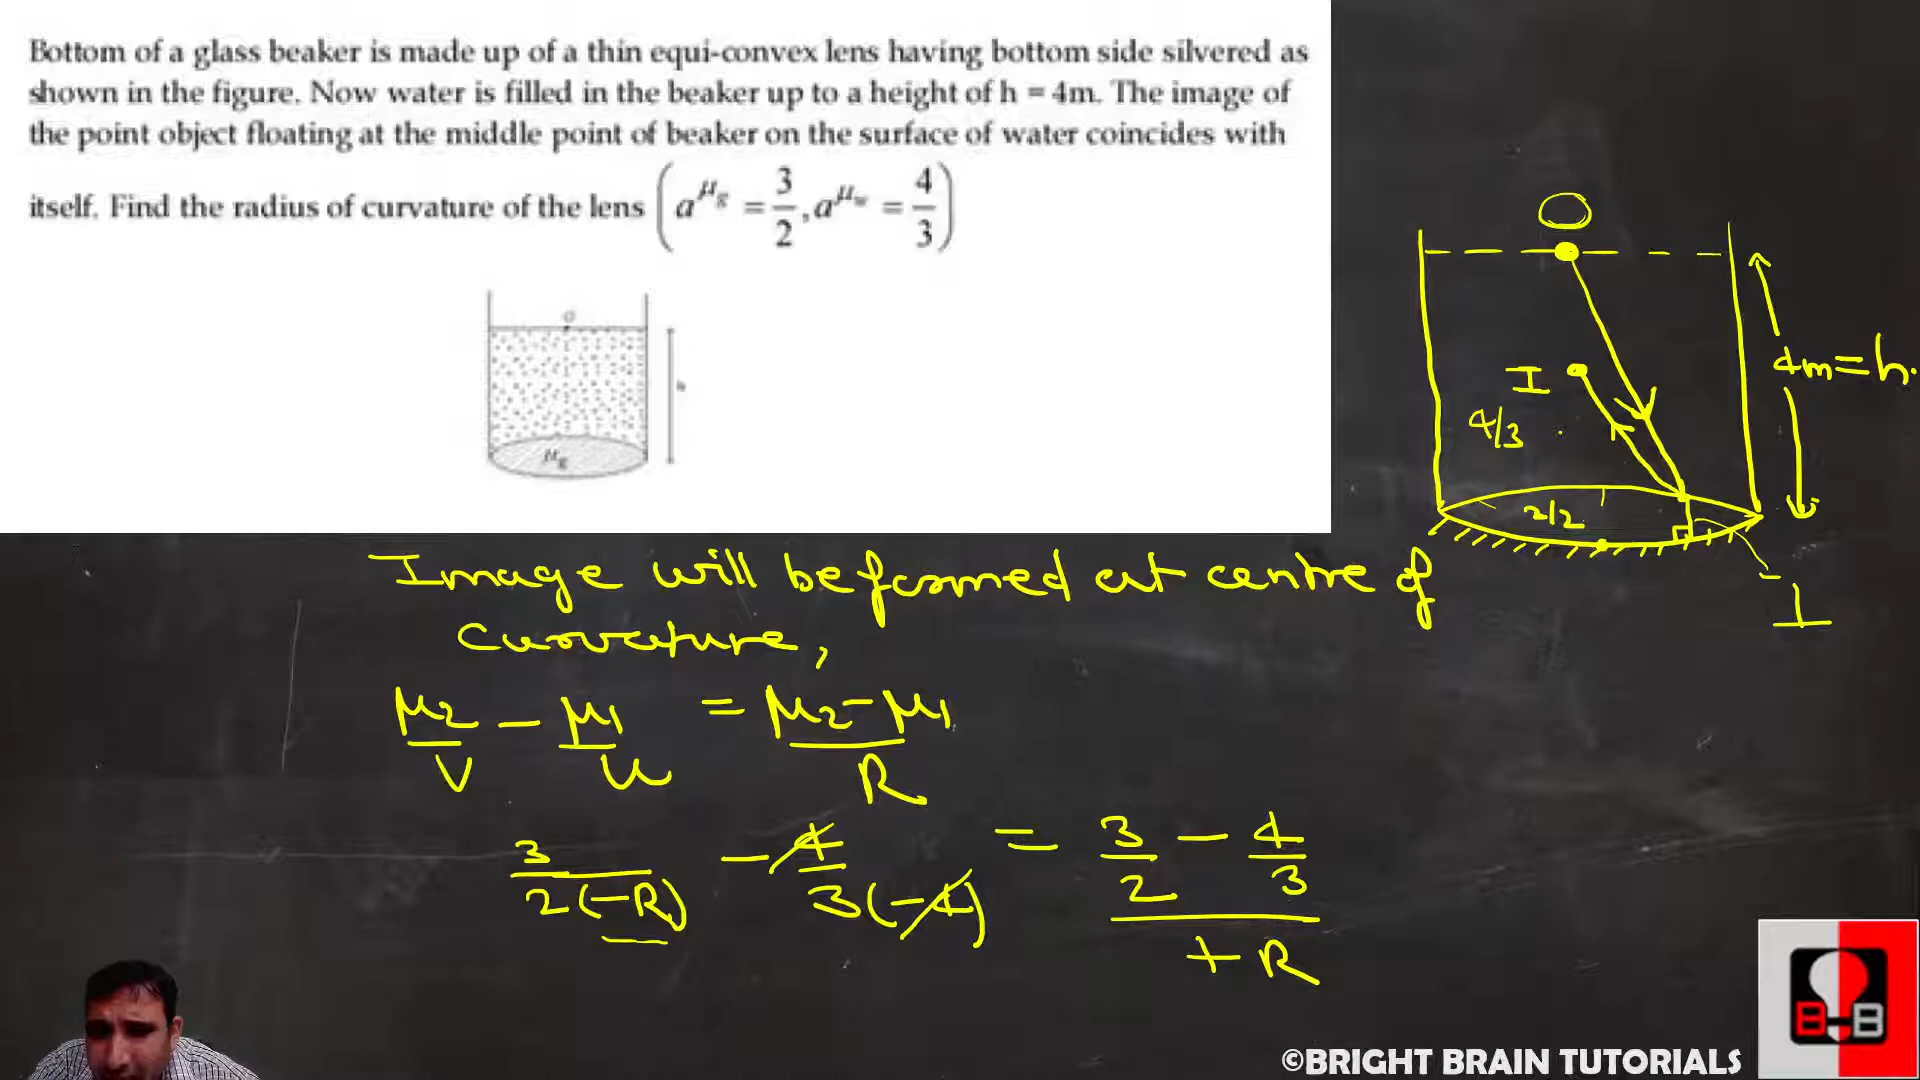 Bottom of a glass beaker is made up of a thin equi-convex lens having bottom side silvered as
shown in the figure. Now water is filled in the beaker up to a height of h = 4m. The image of
the point object floating at the middle point of beaker on the surface of water coincides with
itself. Find the radius of curvature of the lens (a^μg = 3/2, a^μw = 4/3)
O
μg
O
4m = h.
I
4/3
I
Image will be formed at centre of
curvature,
μ2/V - μ1/u = μ2-μ1/R
3/2(-R) - 4/3(-4) = 3/2 - 4/3 / +R
B-B
©BRIGHT BRAIN TUTORIALS